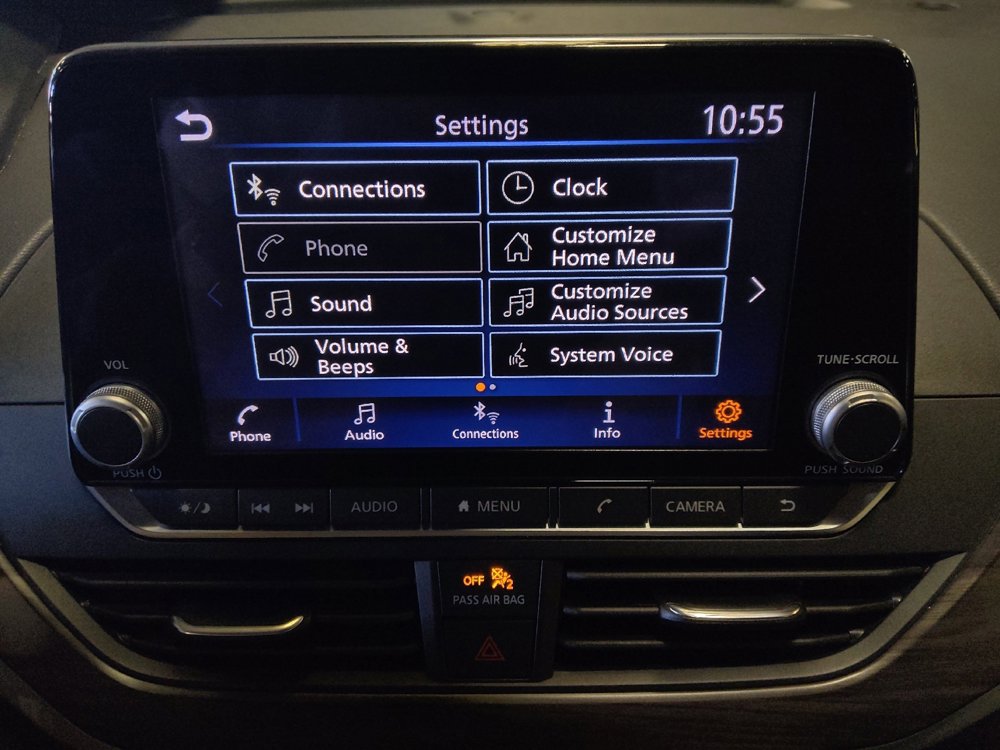 Settings
10:55
Connections
Clock
Phone
Customize
Home Menu
Sound
Customize
Audio Sources
Volume &
Beeps
System Voice
Phone
Audio
Connections
Info
Settings
VOL
TUNE·SCROLL
PUSH
PUSH SOUND
AUDIO
MENU
CAMERA
OFF
2
PASS AIR BAG